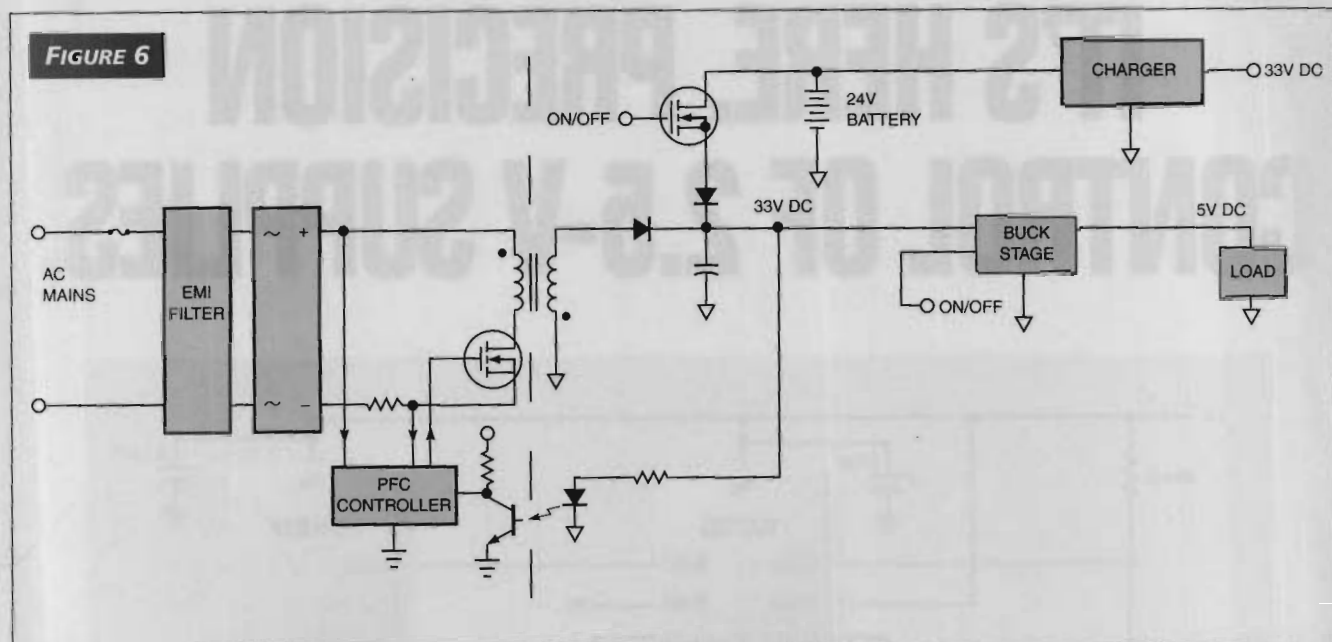 FIGURE 6
CHARGER
33V DC
24V
BATTERY
ON/OFF
33V DC
5V DC
BUCK
STAGE
LOAD
ON/OFF
AC
MAINS
EMI
FILTER
~ +
~ −
PFC
CONTROLLER